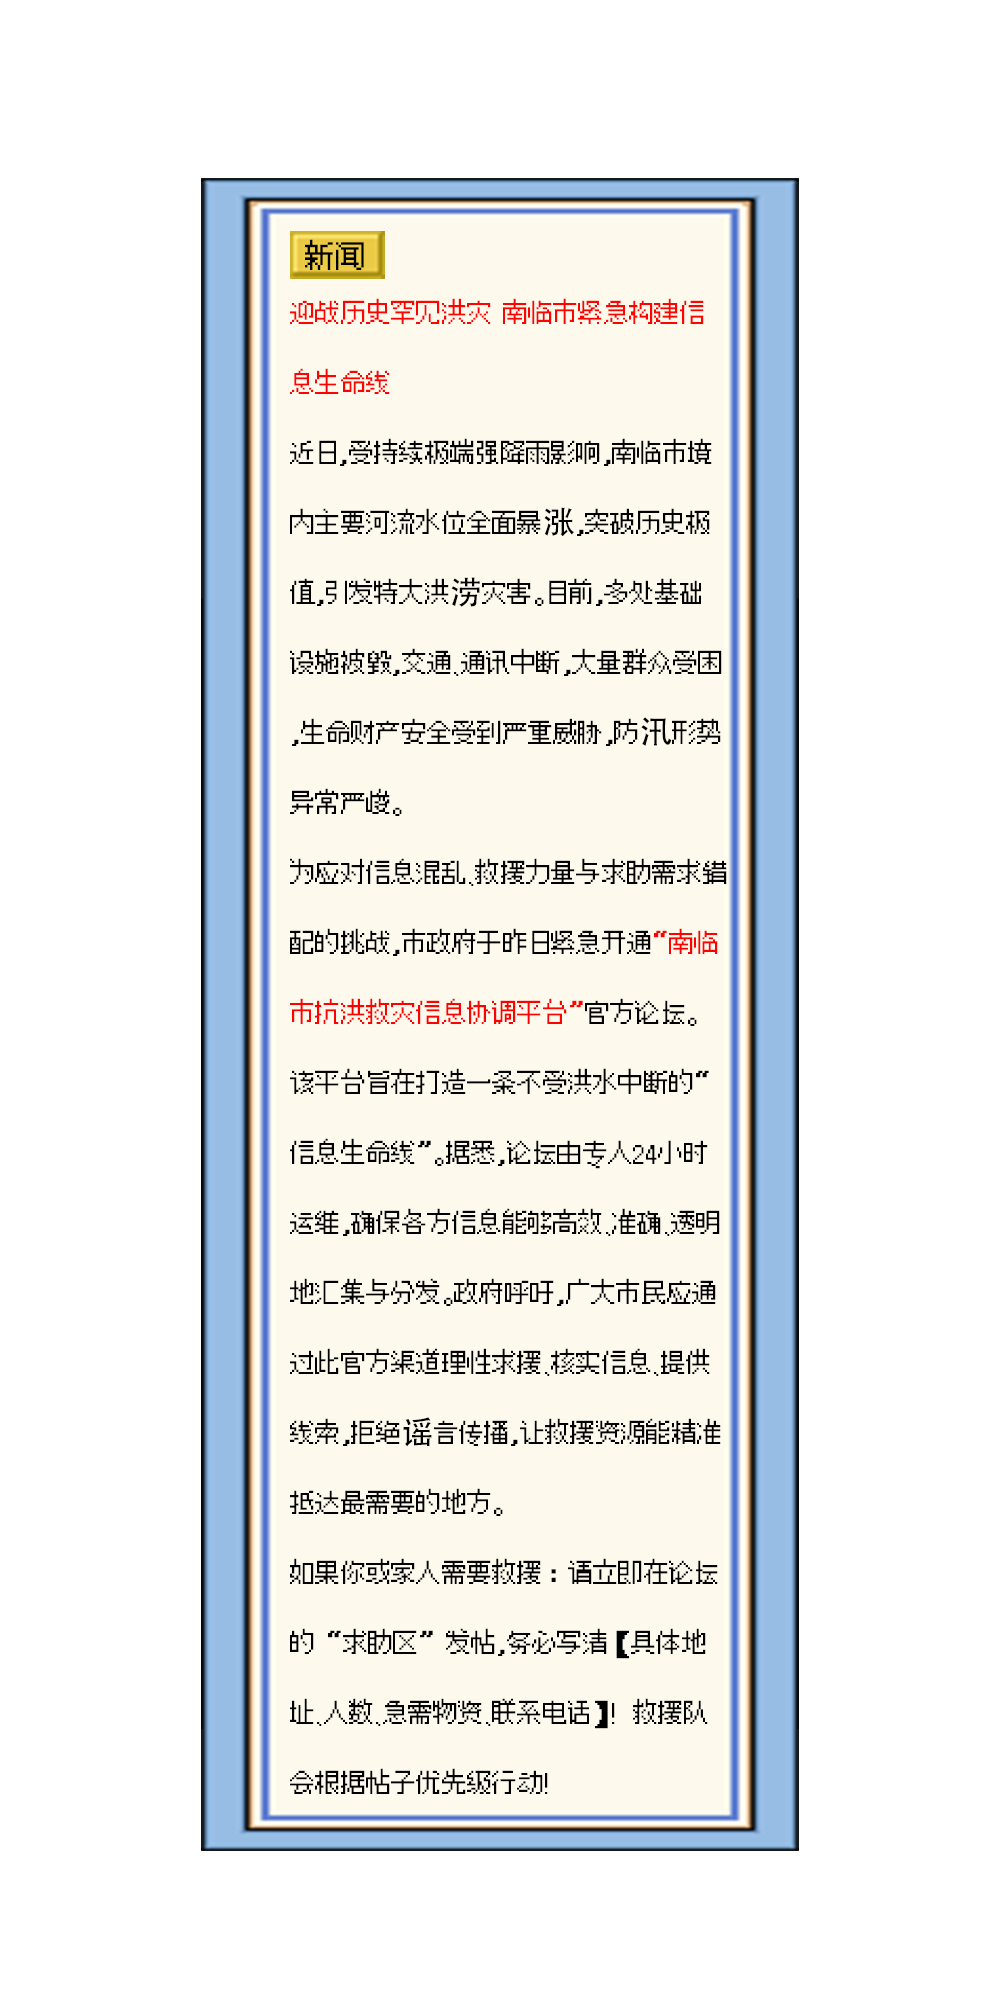 新闻
迎战历史罕见洪灾 南临市紧急构建信
息生命线
近日,受持续极端强降雨影响,南临市境
内主要河流水位全面暴涨,突破历史极
值,引发特大洪涝灾害。目前,多处基础
设施被毁,交通、通讯中断,大量群众受困
,生命财产安全受到严重威胁,防汛形势
异常严峻。
为应对信息混乱、救援力量与求助需求错
配的挑战,市政府于昨日紧急开通“南临
市抗洪救灾信息协调平台”官方论坛。
该平台旨在打造一条不受洪水中断的“
信息生命线”。据悉,论坛由专人24小时
运维,确保各方信息能够高效、准确、透明
地汇集与分发。政府呼吁,广大市民应通
过此官方渠道理性求援、核实信息、提供
线索,拒绝谣言传播,让救援资源能精准
抵达最需要的地方。
如果你或家人需要救援：请立即在论坛
的 “求助区” 发帖,务必写清【具体地
址、人数、急需物资、联系电话】！ 救援队
会根据帖子优先级行动!